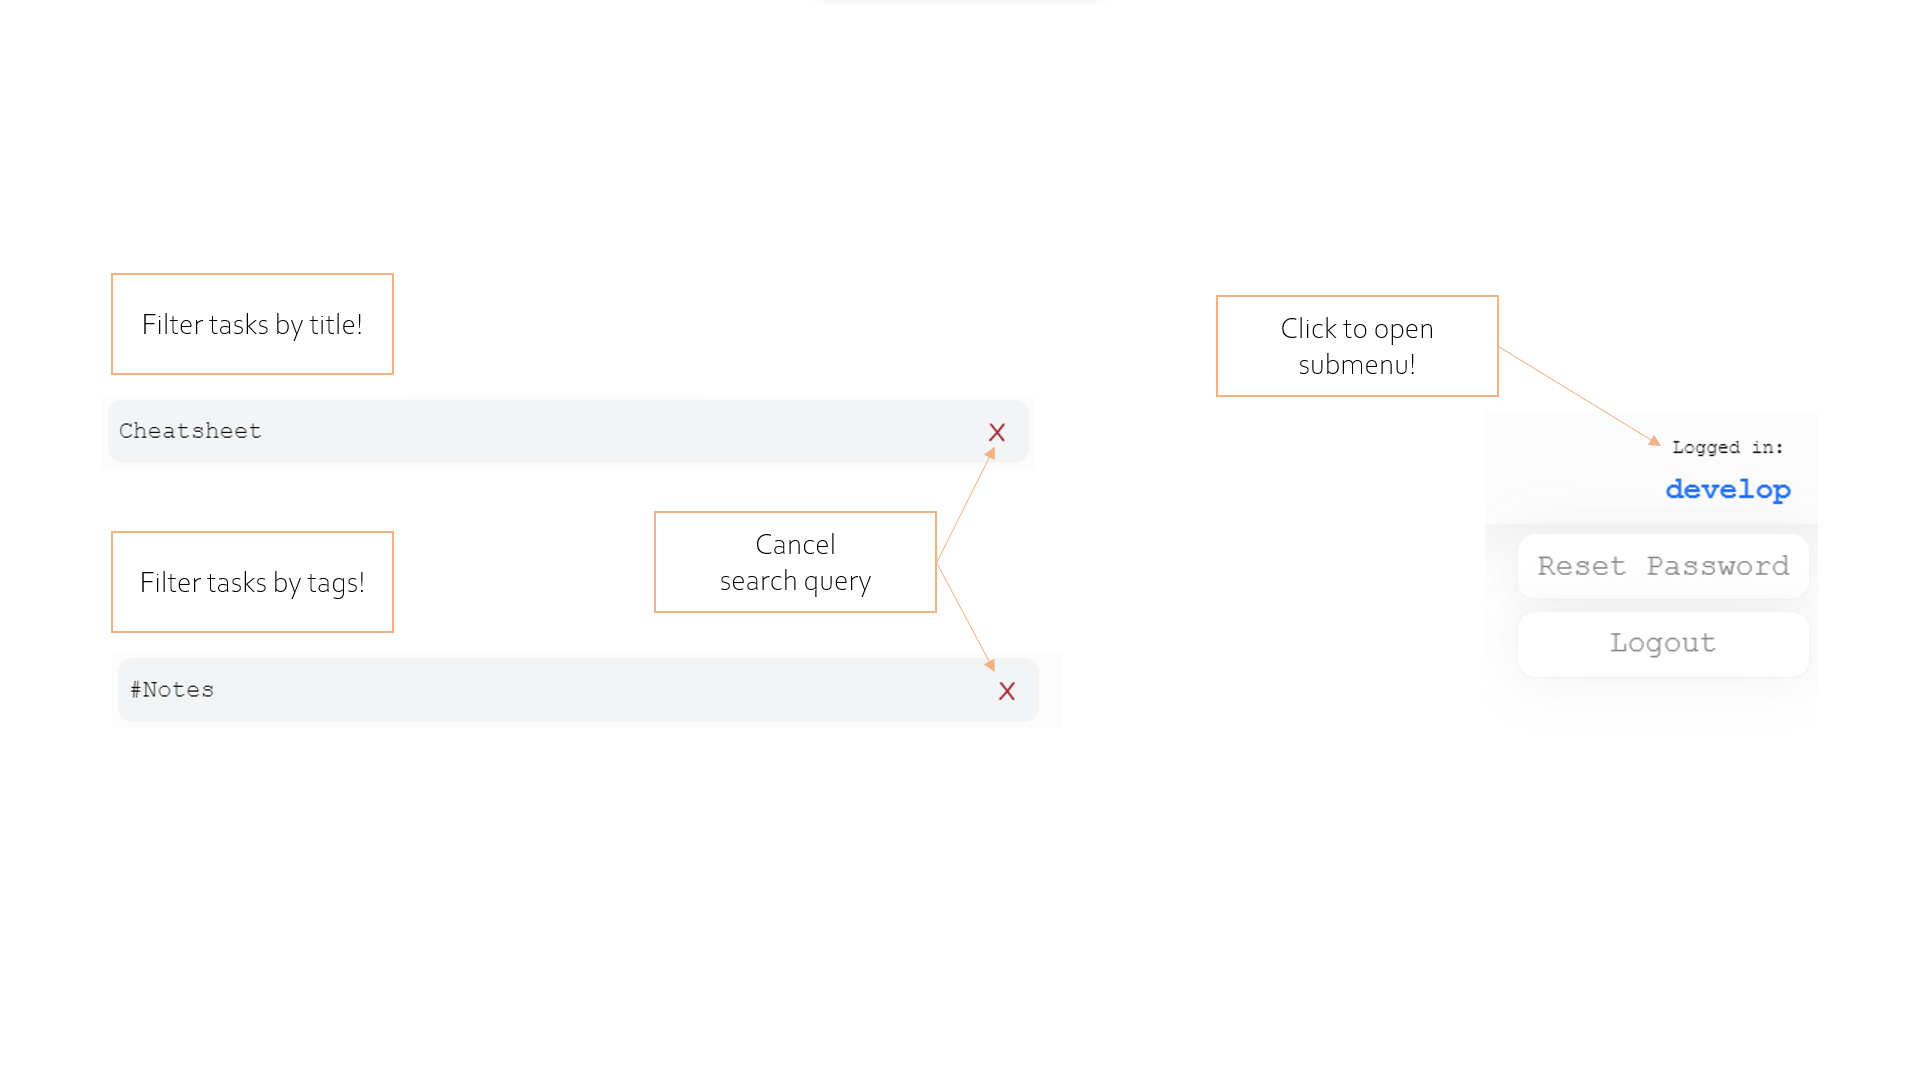 Filter tasks by title!
Cheatsheet
X
Filter tasks by tags!
Cancel
search query
#Notes
X
Click to open
submenu!
Logged in:
develop
Reset Password
Logout